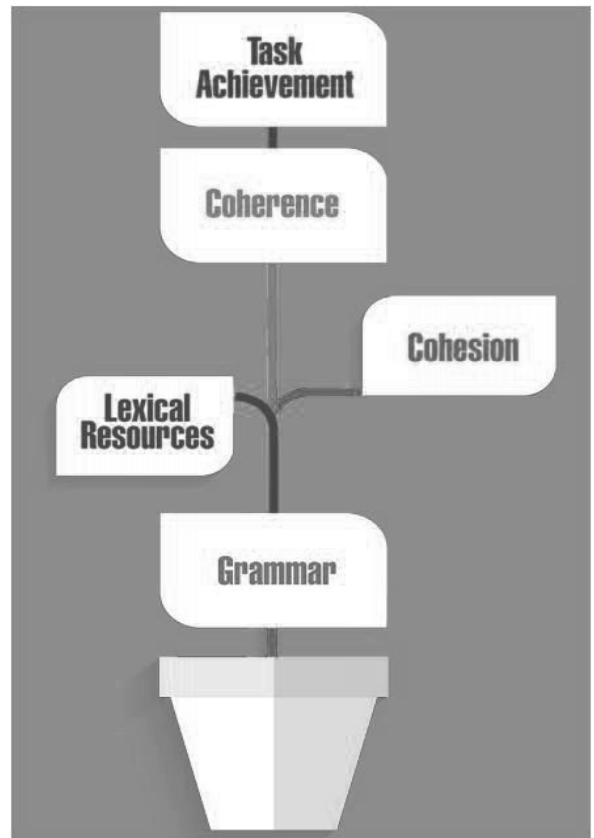 Task
Achievement
Coherence
Cohesion
Lexical
Resources
Grammar